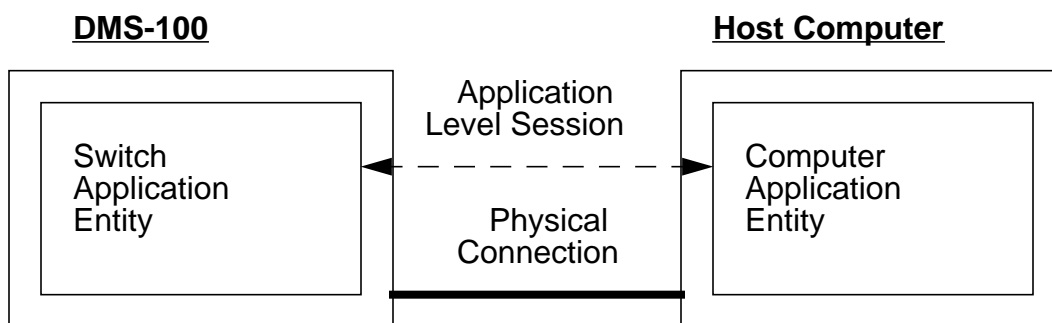 DMS-100
Host Computer
Application
Level Session
Switch
Application
Entity
Computer
Application
Entity
Physical
Connection